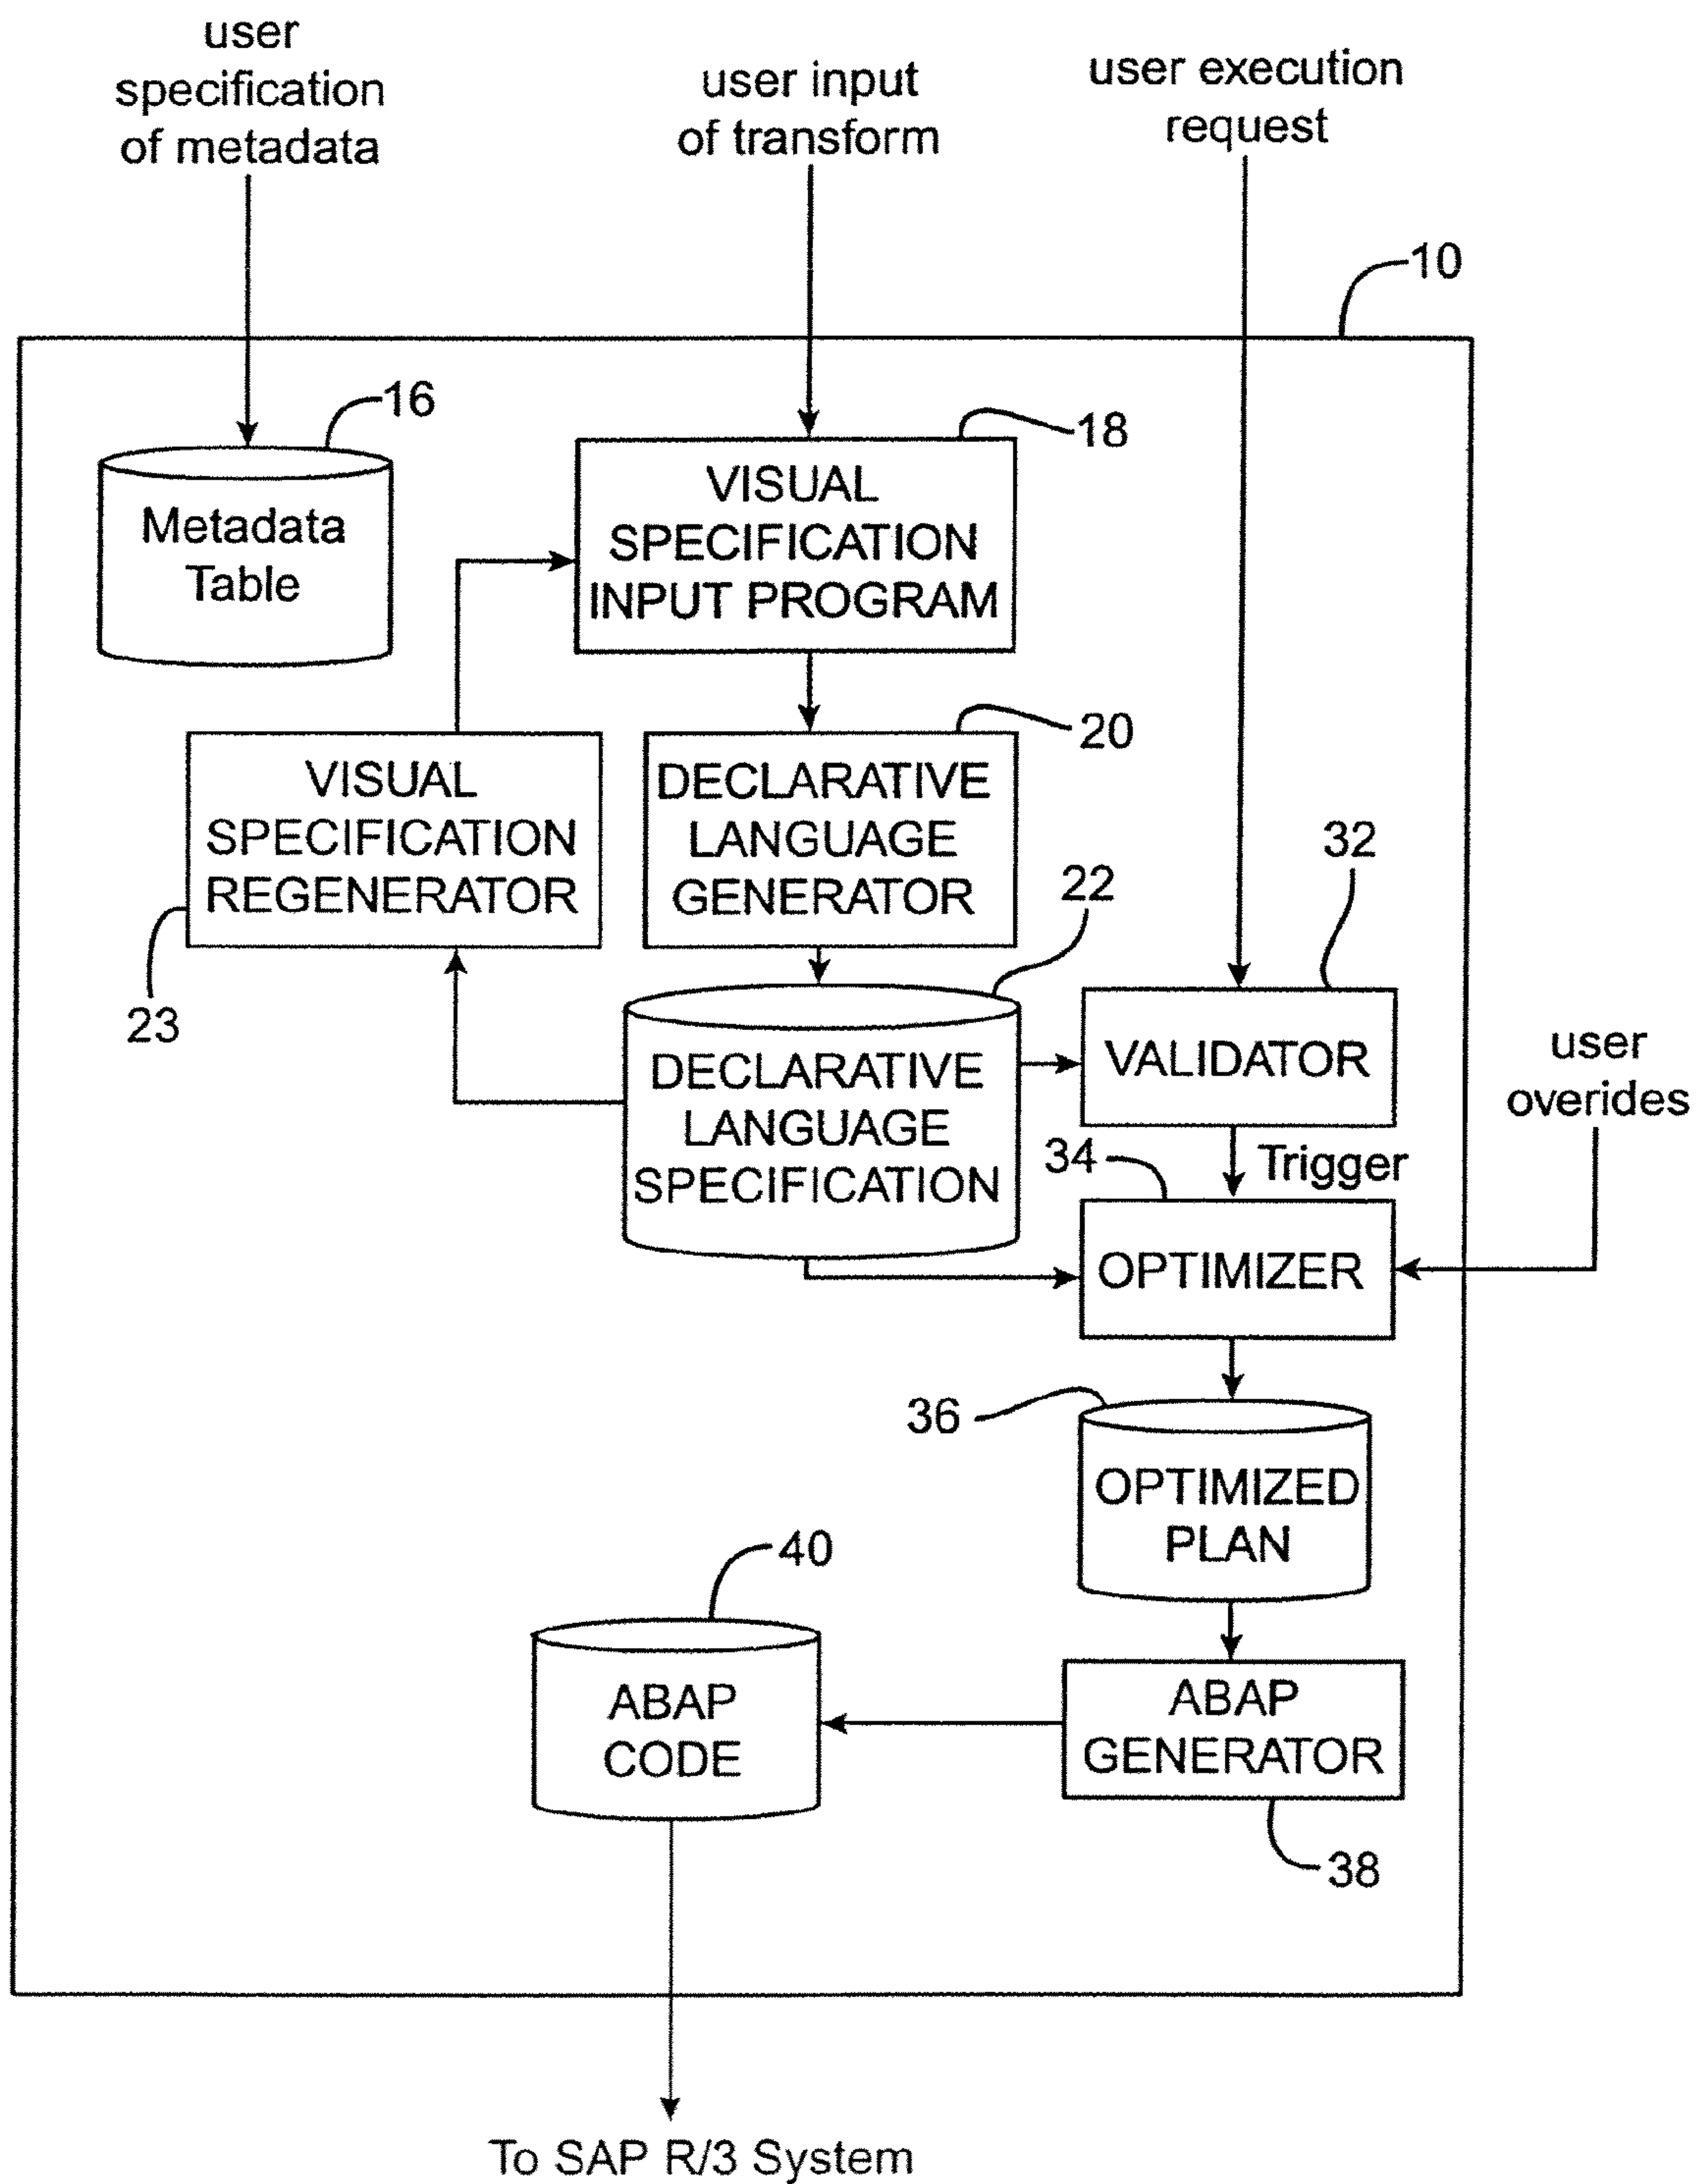 user
specification
of metadata
user input
of transform
user execution
request
10
16
18
Metadata
Table
VISUAL
SPECIFICATION
INPUT PROGRAM
20
VISUAL
SPECIFICATION
REGENERATOR
23
DECLARATIVE
LANGUAGE
GENERATOR
22
32
DECLARATIVE
LANGUAGE
SPECIFICATION
VALIDATOR
user
overides
34
Trigger
OPTIMIZER
36
OPTIMIZED
PLAN
40
ABAP
CODE
ABAP
GENERATOR
38
To SAP R/3 System